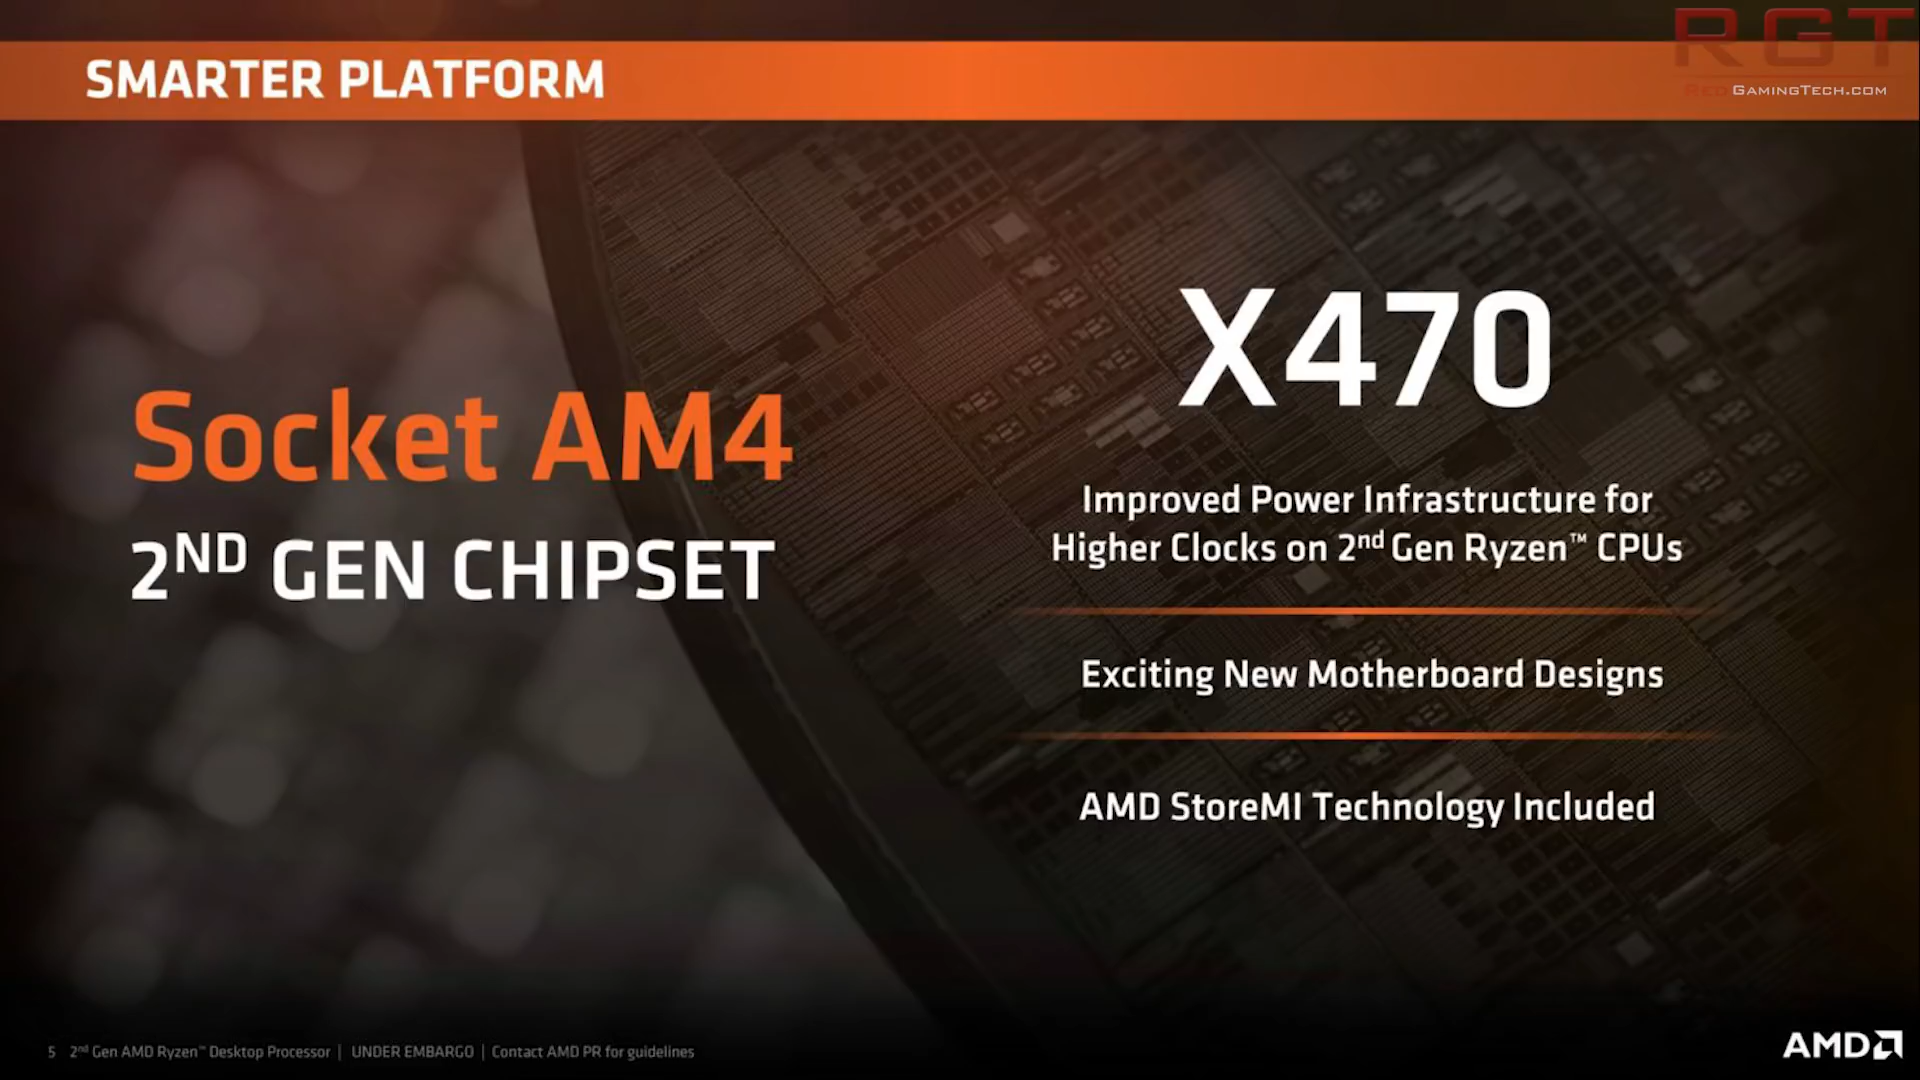 RGT
RED GAMINGTECH.COM
SMARTER PLATFORM
Socket AM4
2ND GEN CHIPSET
X470
Improved Power Infrastructure for
Higher Clocks on 2nd Gen Ryzen™ CPUs
Exciting New Motherboard Designs
AMD StoreMI Technology Included
5 2nd Gen AMD Ryzen™ Desktop Processor | UNDER EMBARGO | Contact AMD PR for guidelines
AMD